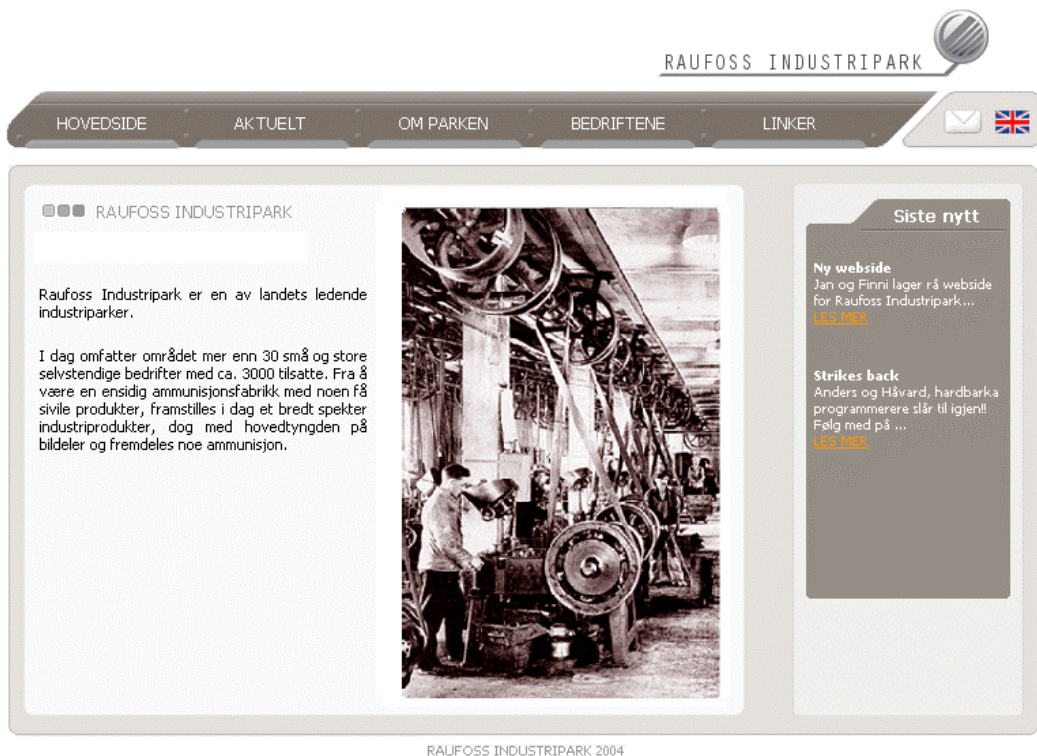 RAUFOSS INDUSTRIPARK
HOVEDSIDE
AKTUELT
OM PARKEN
BEDRIFTENE
LINKER
RAUFOSS INDUSTRIPARK
Raufoss Industripark er en av landets ledende
industriparker.
I dag omfatter området mer enn 30 små og store
selvstendige bedrifter med ca. 3000 tilsatte. Fra å
være en ensidig ammunisjonsfabrikk med noen få
sivile produkter, framstilles i dag et bredt spekter
industriprodukter, dog med hovedtyngden på
bildeler og fremdeles noe ammunisjon.
Siste nytt
Ny webside
Jan og Finni lager rå webside
for Raufoss Industripark...
LES MER
Strikes back
Anders og Håvard, hardbarka
programmerere slår til igjen!!
Følg med på ...
LES MER
RAUFOSS INDUSTRIPARK 2004